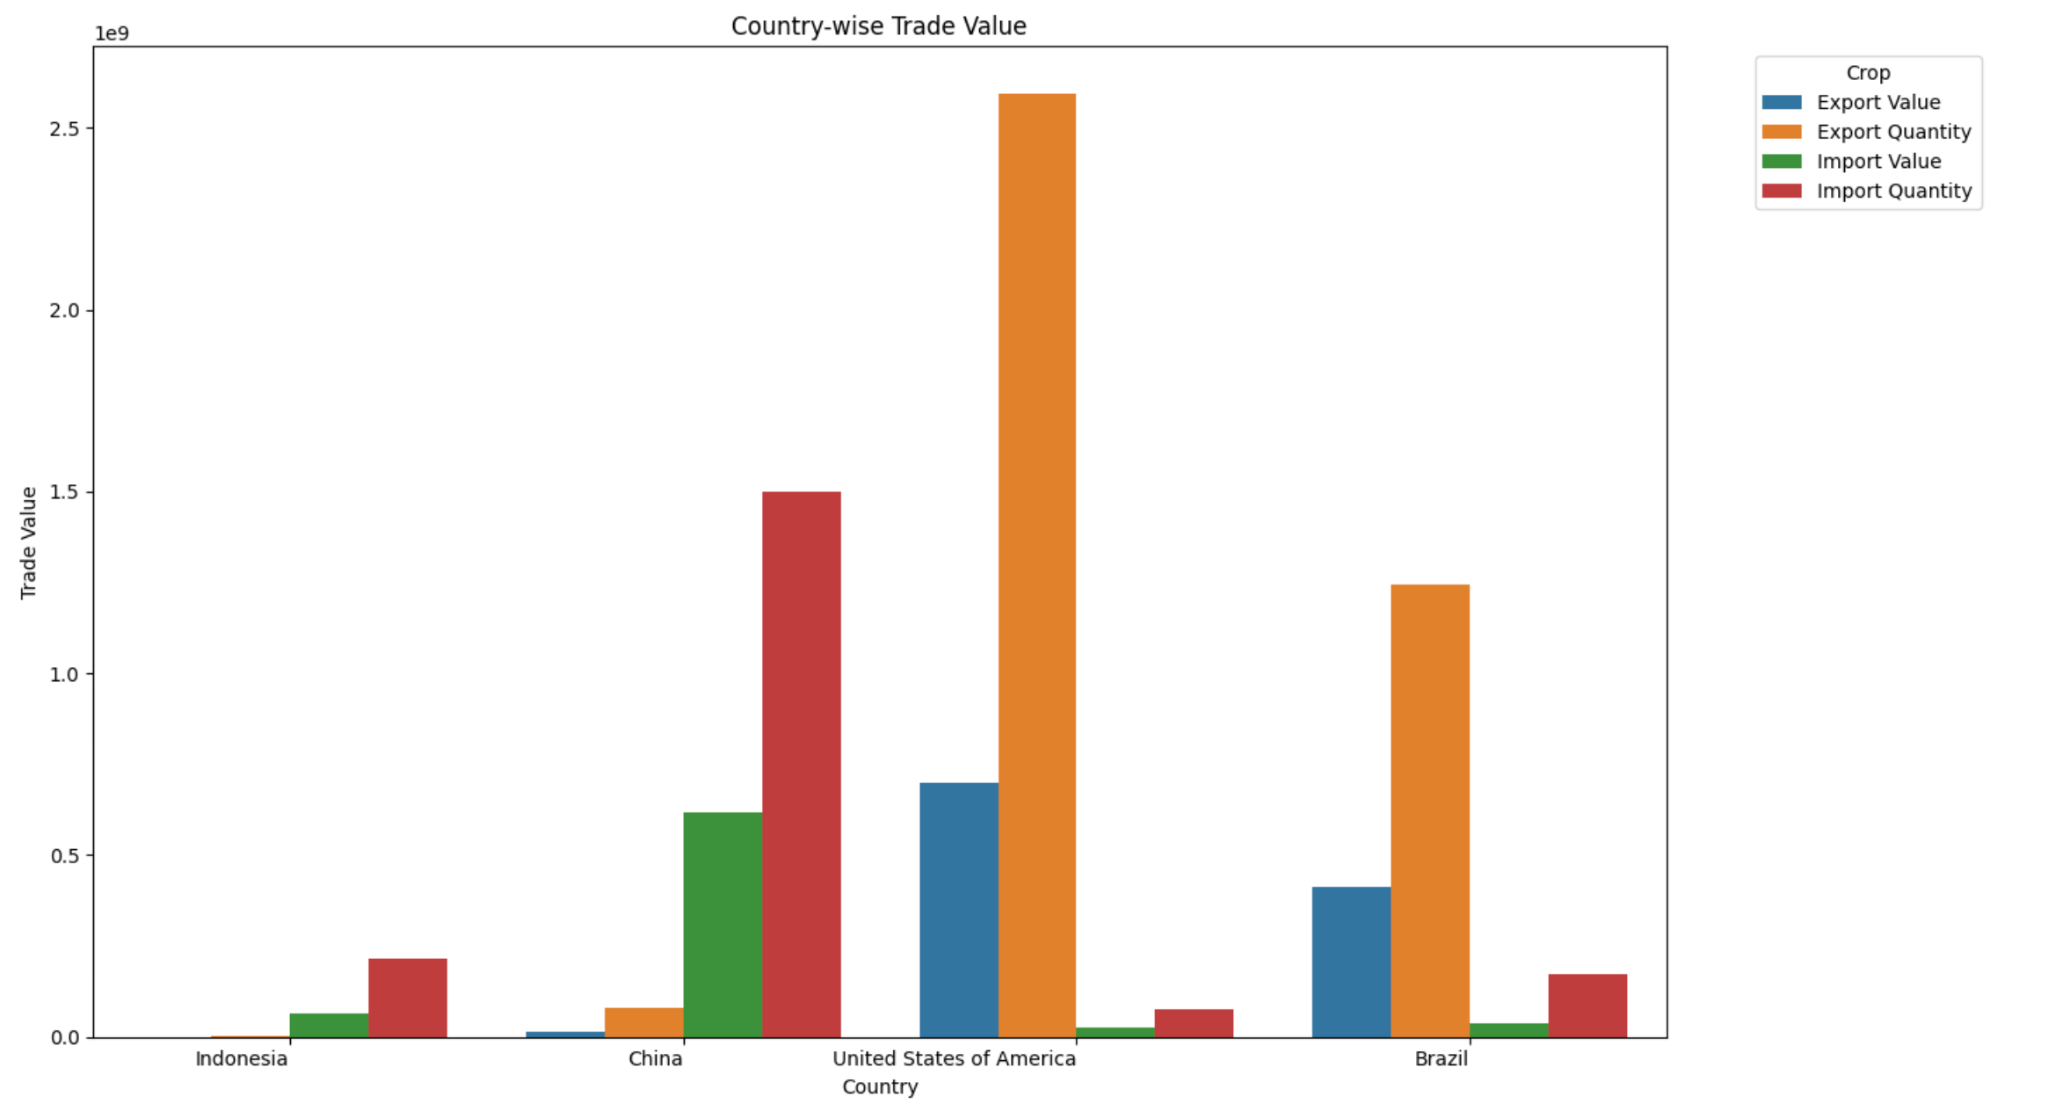 Country-wise Trade Value
1e9
2.5
2.0
1.5
1.0
0.5
0.0
Trade Value
Indonesia
China
United States of America
Brazil
Country
Crop
Export Value
Export Quantity
Import Value
Import Quantity